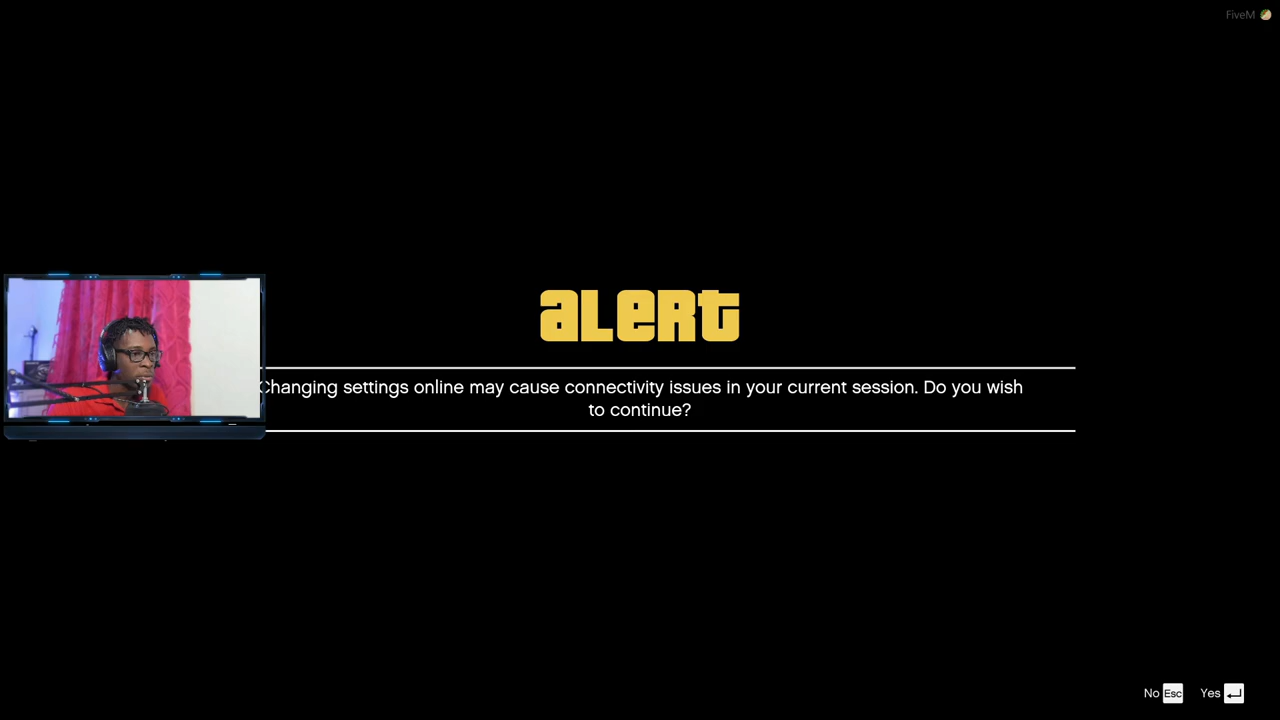 FiveM
aLeRt
Changing settings online may cause connectivity issues in your current session. Do you wish
to continue?
No Esc Yes